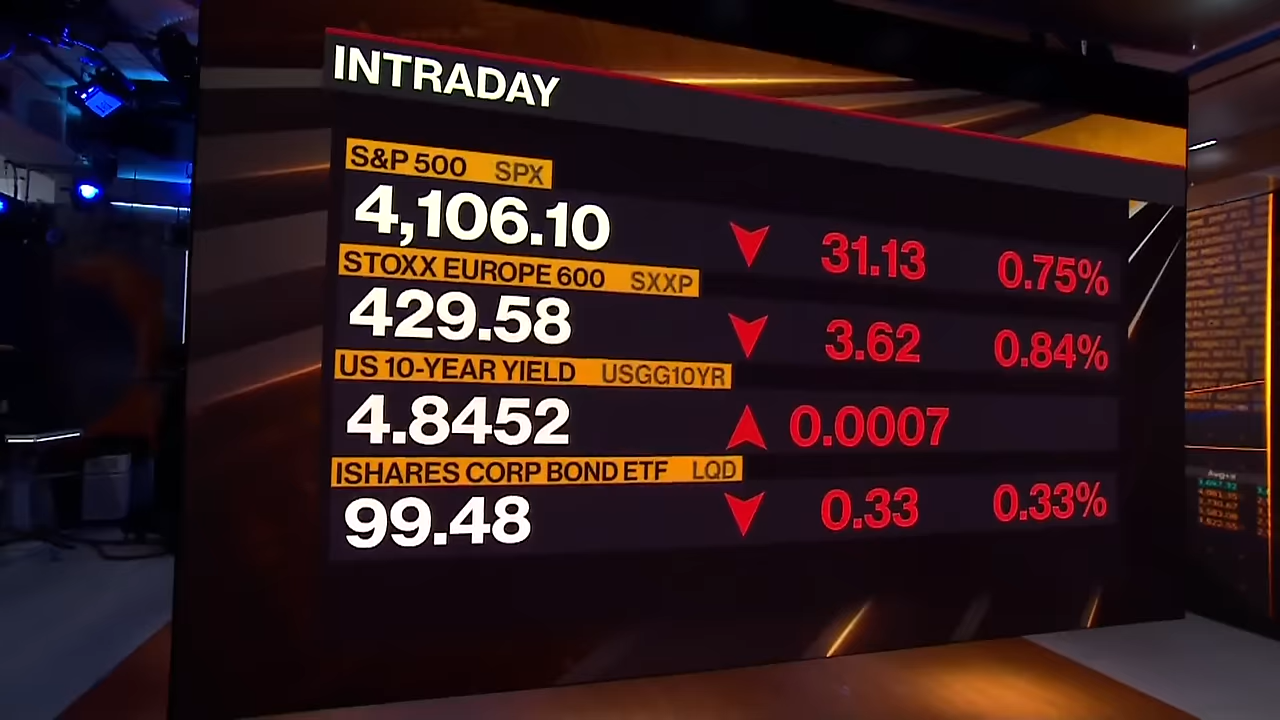 INTRADAY
S&P 500 SPX
4,106.10 ▼ 31.13 0.75%
STOXX EUROPE 600 SXXP
429.58 ▼ 3.62 0.84%
US 10-YEAR YIELD USGG10YR
4.8452 ▲ 0.0007
ISHARES CORP BOND ETF LQD
99.48 ▼ 0.33 0.33%